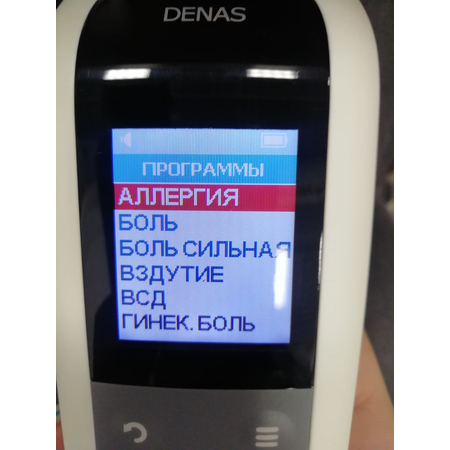 DENAS
ПРОГРАММЫ
АЛЛЕРГИЯ
БОЛЬ
БОЛЬ СИЛЬНАЯ
ВЗДУТИЕ
ВСД
ГИНЕК. БОЛЬ